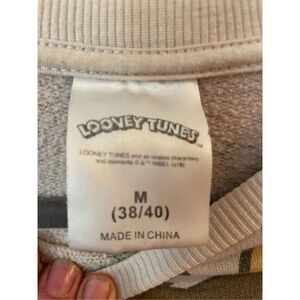 LOONEY TUNES
LOONEY TUNES and all related characters
and elements © & ™ WBEI. (s18)
M
(38/40)
MADE IN CHINA